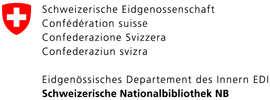 Schweizerische Eidgenossenschaft
Confédération suisse
Confederazione Svizzera
Confederaziun svizra
Eidgenössisches Departement des Innern EDI
Schweizerische Nationalbibliothek NB